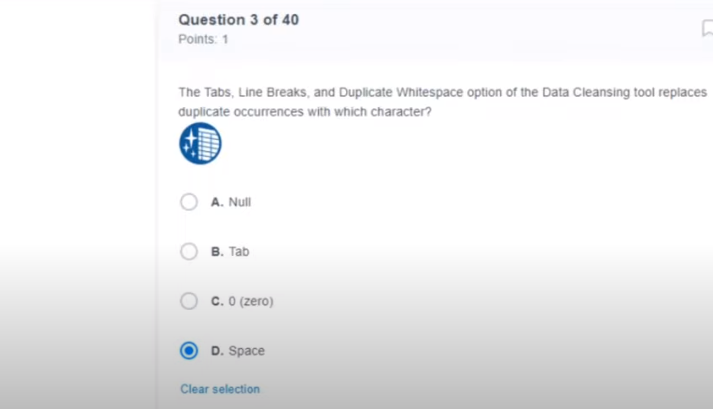 Question 3 of 40
Points: 1
The Tabs, Line Breaks, and Duplicate Whitespace option of the Data Cleansing tool replaces
duplicate occurrences with which character?
A. Null
B. Tab
C. 0 (zero)
D. Space
Clear selection